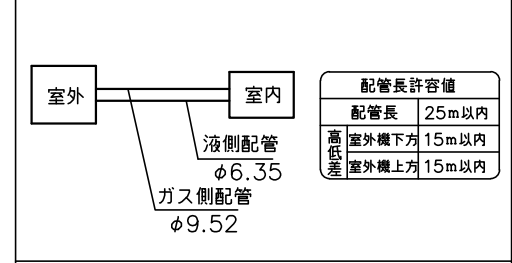 室外
室内
液側配管
φ6.35
ガス側配管
φ9.52
配管長許容値
配管長 25m以内
高低差 室外機下方 15m以内
室外機上方 15m以内